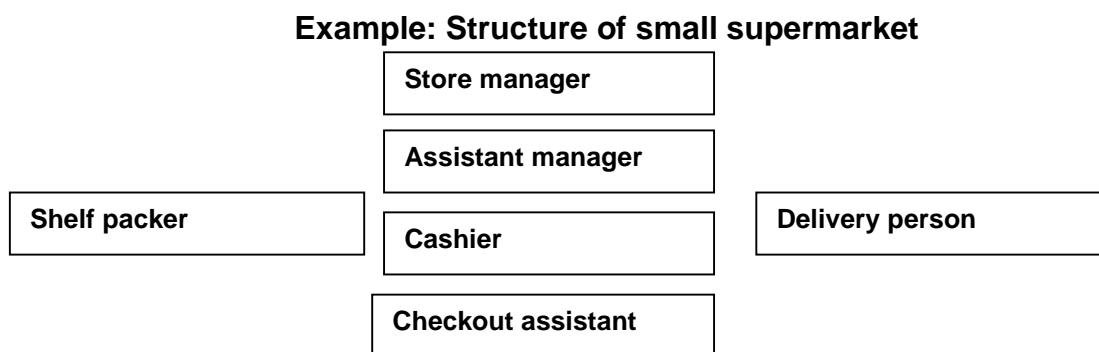 Example: Structure of small supermarket
Store manager
Assistant manager
Shelf packer
Cashier
Delivery person
Checkout assistant